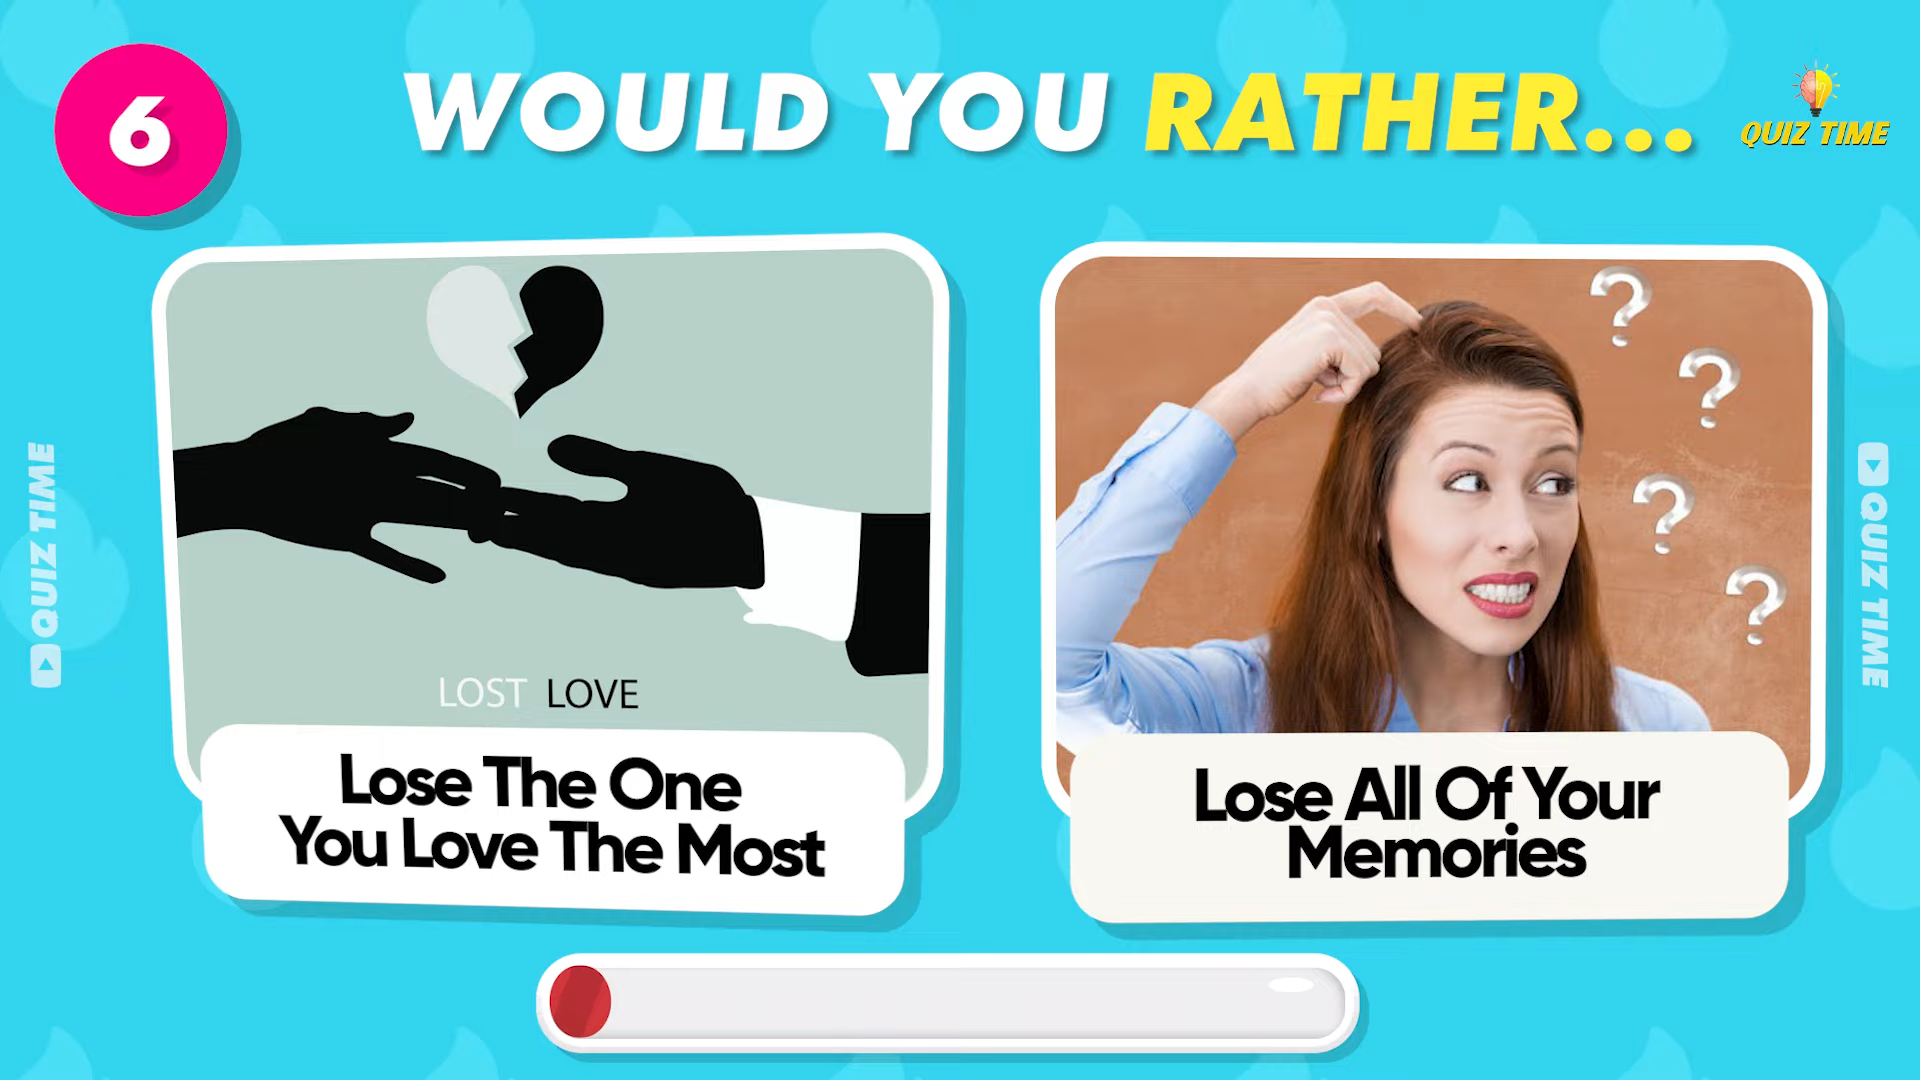 6
WOULD YOU RATHER...
QUIZ TIME
LOST LOVE
Lose The One
You Love The Most
? ? ? ?
Lose All Of Your
Memories
QUIZ TIME
QUIZ TIME